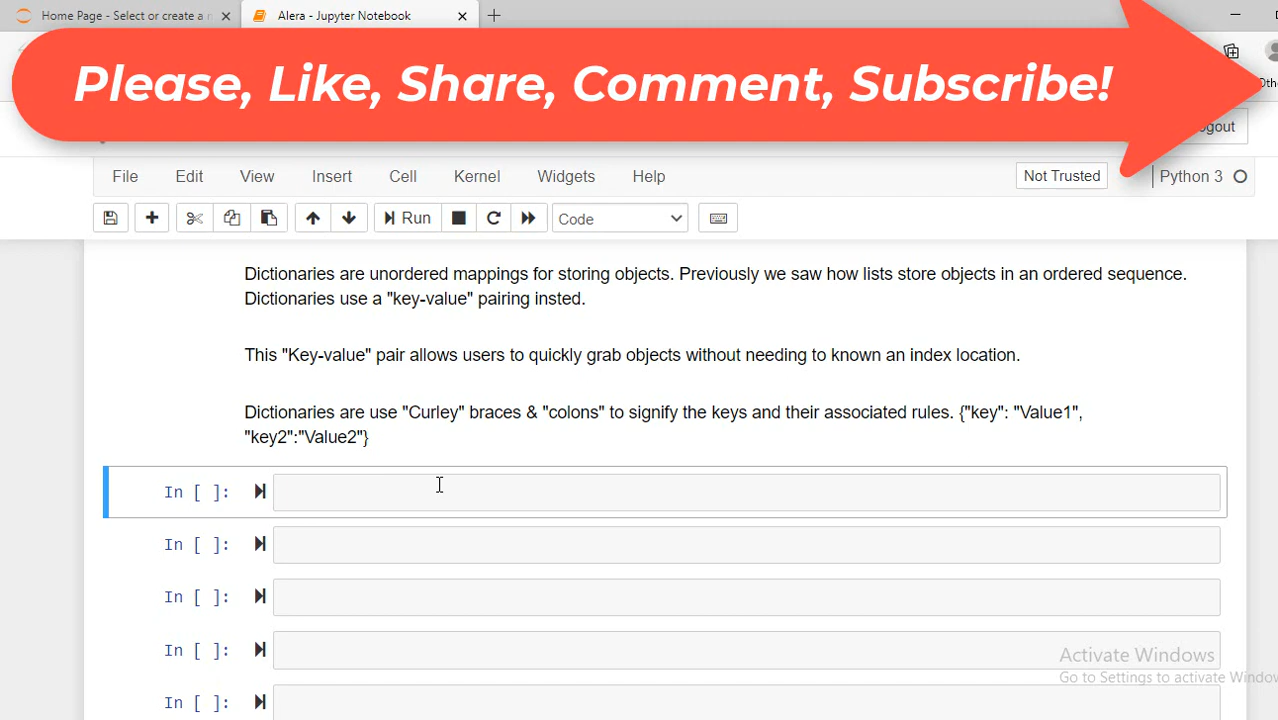 Home Page - Select or create a n
Alera - Jupyter Notebook
Please, Like, Share, Comment, Subscribe!
File Edit View Insert Cell Kernel Widgets Help Not Trusted Python 3
Run Code
Dictionaries are unordered mappings for storing objects. Previously we saw how lists store objects in an ordered sequence.
Dictionaries use a "key-value" pairing insted.
This "Key-value" pair allows users to quickly grab objects without needing to known an index location.
Dictionaries are use "Curley" braces & "colons" to signify the keys and their associated rules. {"key": "Value1",
"key2":"Value2"}
In [ ]:
In [ ]:
In [ ]:
In [ ]:
In [ ]:
Activate Windows
Go to Settings to activate Windo